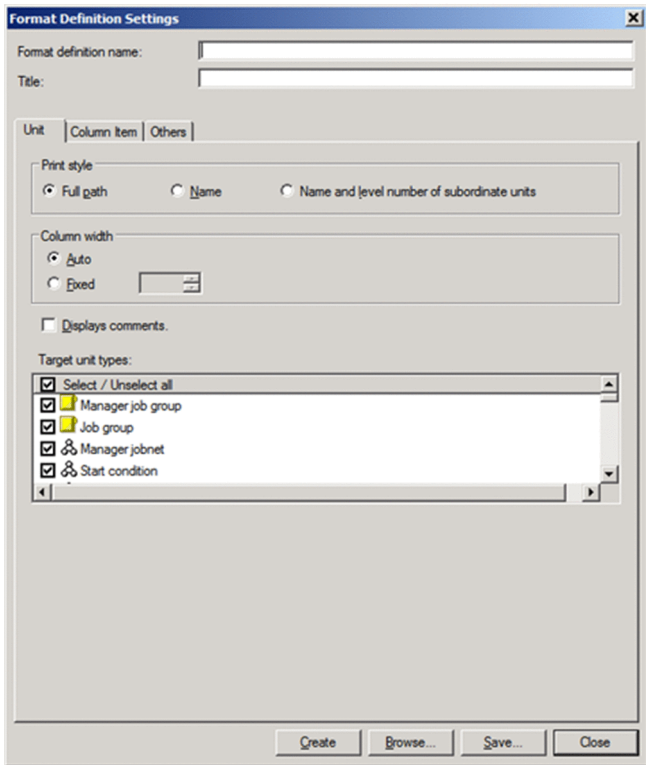 Format Definition Settings
Format definition name:
Title:
Unit Column Item Others
Print style
Full path Name Name and level number of subordinate units
Column width
Auto
Fixed
Displays comments.
Target unit types:
Select / Unselect all
Manager job group
Job group
Manager jobnet
Start condition
Create Browse... Save... Close